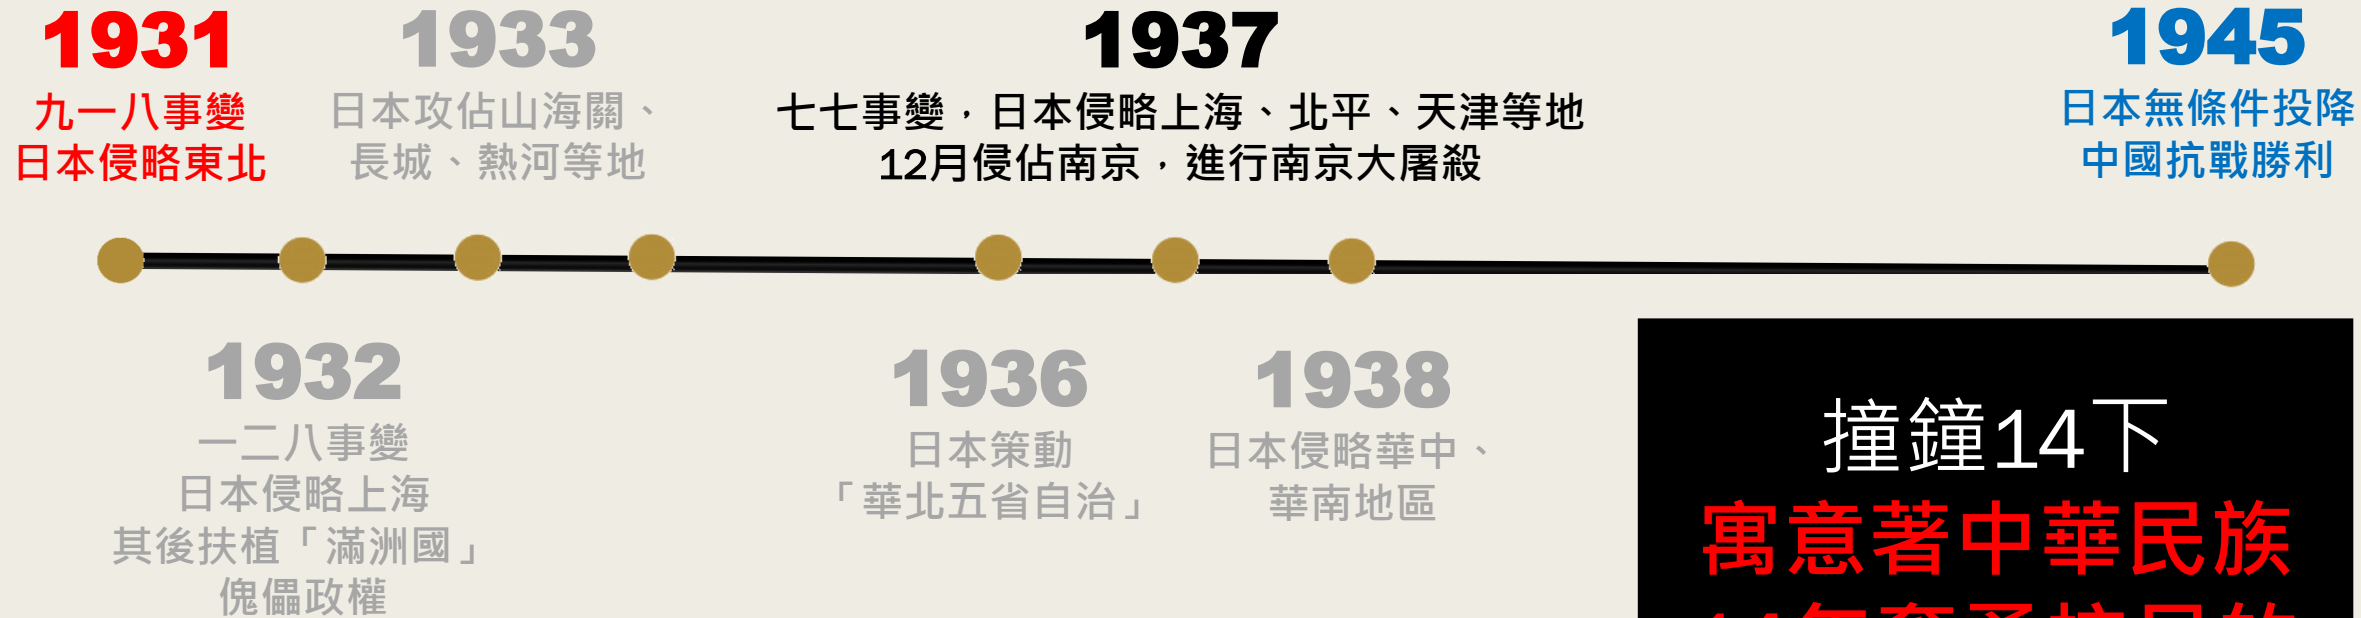 1931
九一八事變
日本侵略東北
1933
日本攻佔山海關、
長城、熱河等地
1937
七七事變，日本侵略上海、北平、天津等地
12月侵佔南京，進行南京大屠殺
1945
日本無條件投降
中國抗戰勝利
1932
一二八事變
日本侵略上海
其後扶植「滿洲國」
傀儡政權
1936
日本策動
「華北五省自治」
1938
日本侵略華中、
華南地區
撞鐘14下
寓意著中華民族